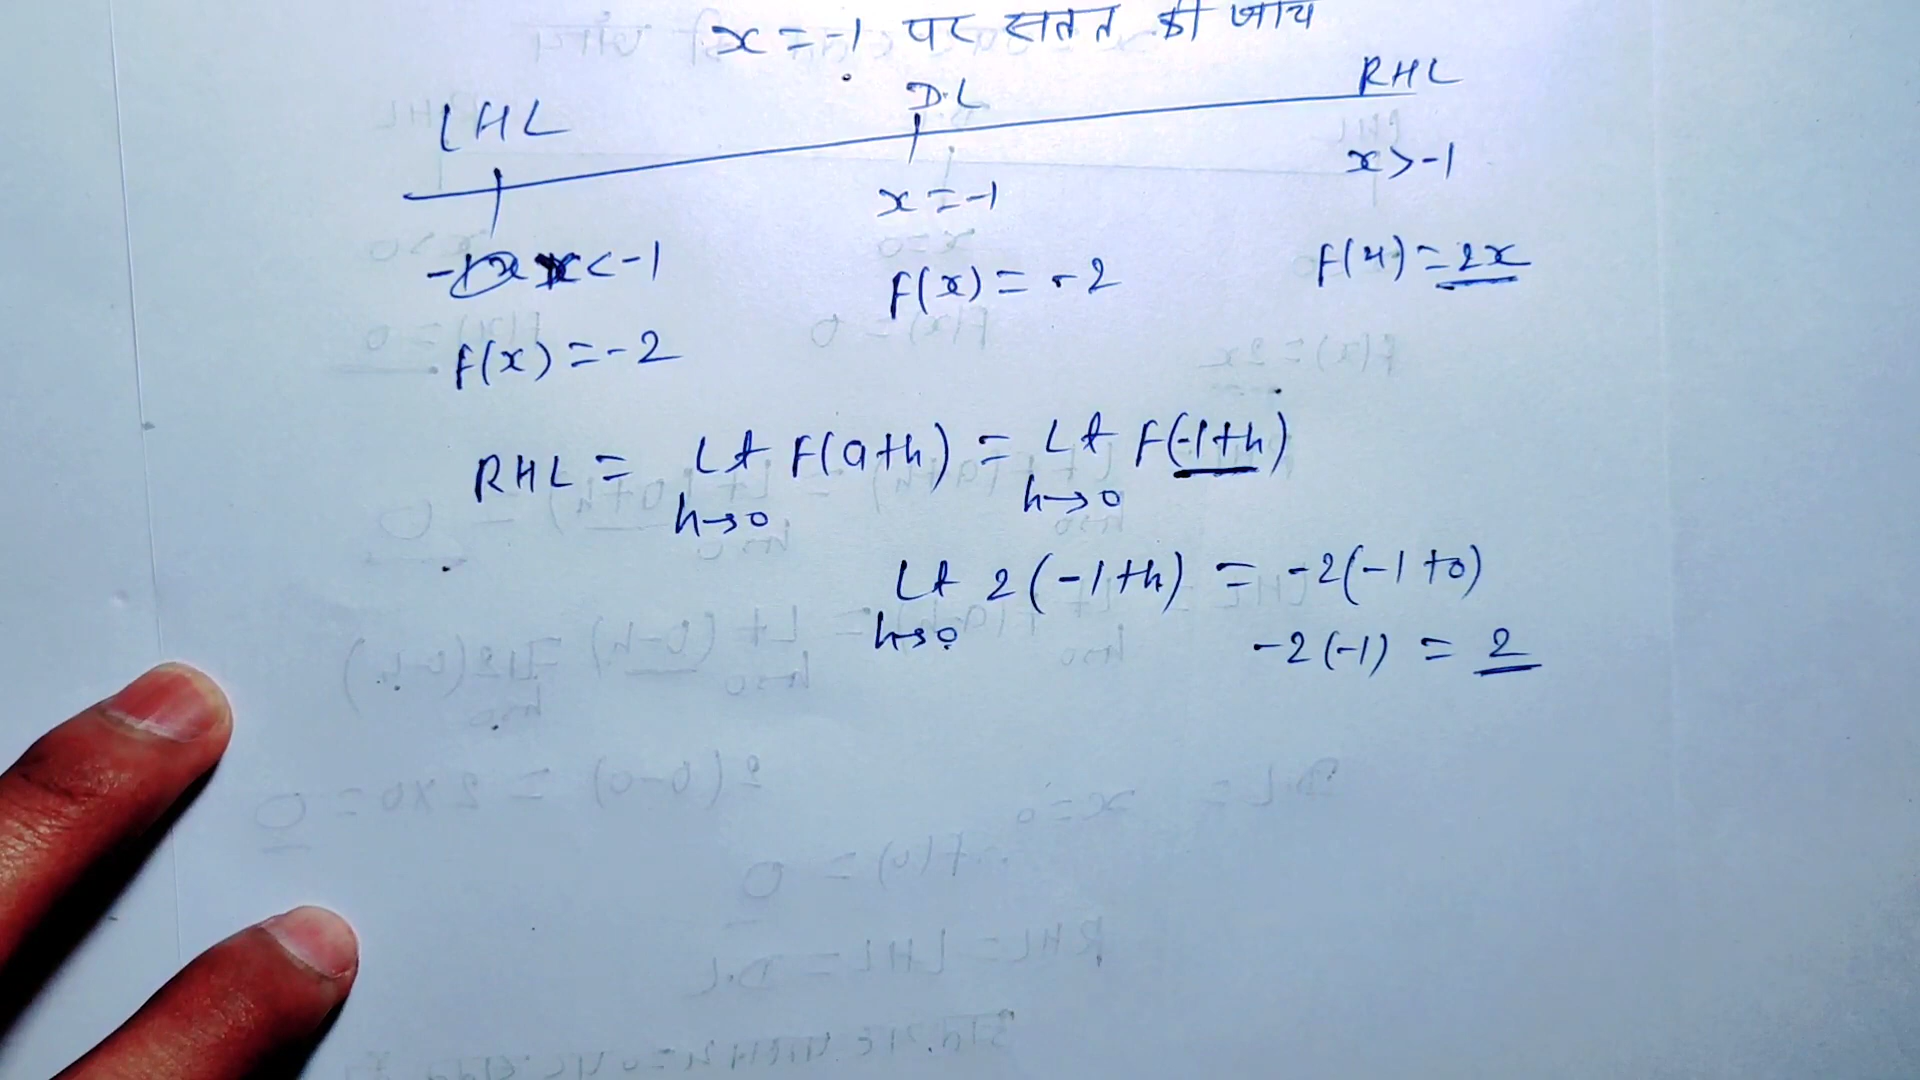 x = -1 पर सतत की जाच
LHL D.L RHL
x = -1 x > -1
x < -1 F(x) = -2 F(x) = 2x
F(x) = -2
RHL = Lt F(a+h) = Lt F(-1+h)
h→0 h→0
Lt 2(-1+h) = -2(-1+0)
h→0 -2(-1) = 2